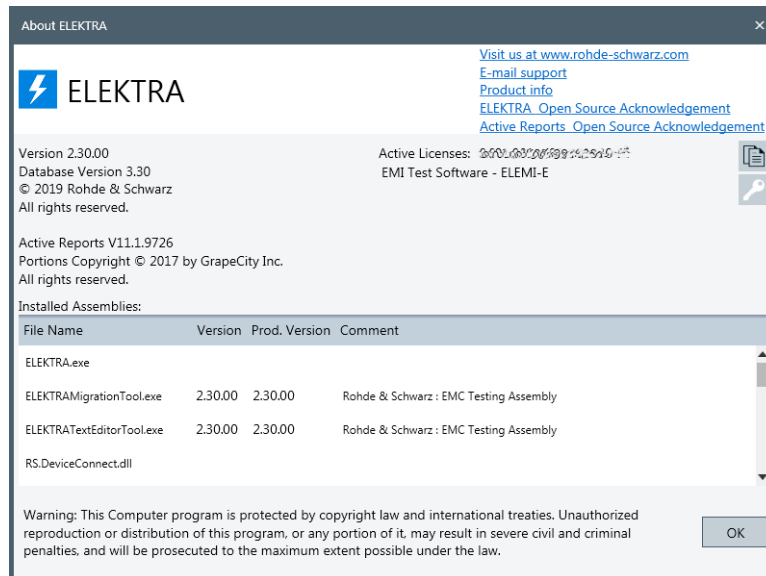 About ELEKTRA
Visit us at www.rohde-schwarz.com
E-mail support
Product info
ELEKTRA Open Source Acknowledgement
Active Reports Open Source Acknowledgement
ELEKTRA
Version 2.30.00
Database Version 3.30
© 2019 Rohde & Schwarz
All rights reserved.
Active Licenses:
EMI Test Software - ELEMI-E
Active Reports V11.1.9726
Portions Copyright © 2017 by GrapeCity Inc.
All rights reserved.
Installed Assemblies:
File Name Version Prod. Version Comment
ELEKTRA.exe
ELEKTRAMigrationTool.exe 2.30.00 2.30.00 Rohde & Schwarz : EMC Testing Assembly
ELEKTRATextEditorTool.exe 2.30.00 2.30.00 Rohde & Schwarz : EMC Testing Assembly
RS.DeviceConnect.dll
Warning: This Computer program is protected by copyright law and international treaties. Unauthorized
reproduction or distribution of this program, or any portion of it, may result in severe civil and criminal
penalties, and will be prosecuted to the maximum extent possible under the law.
OK